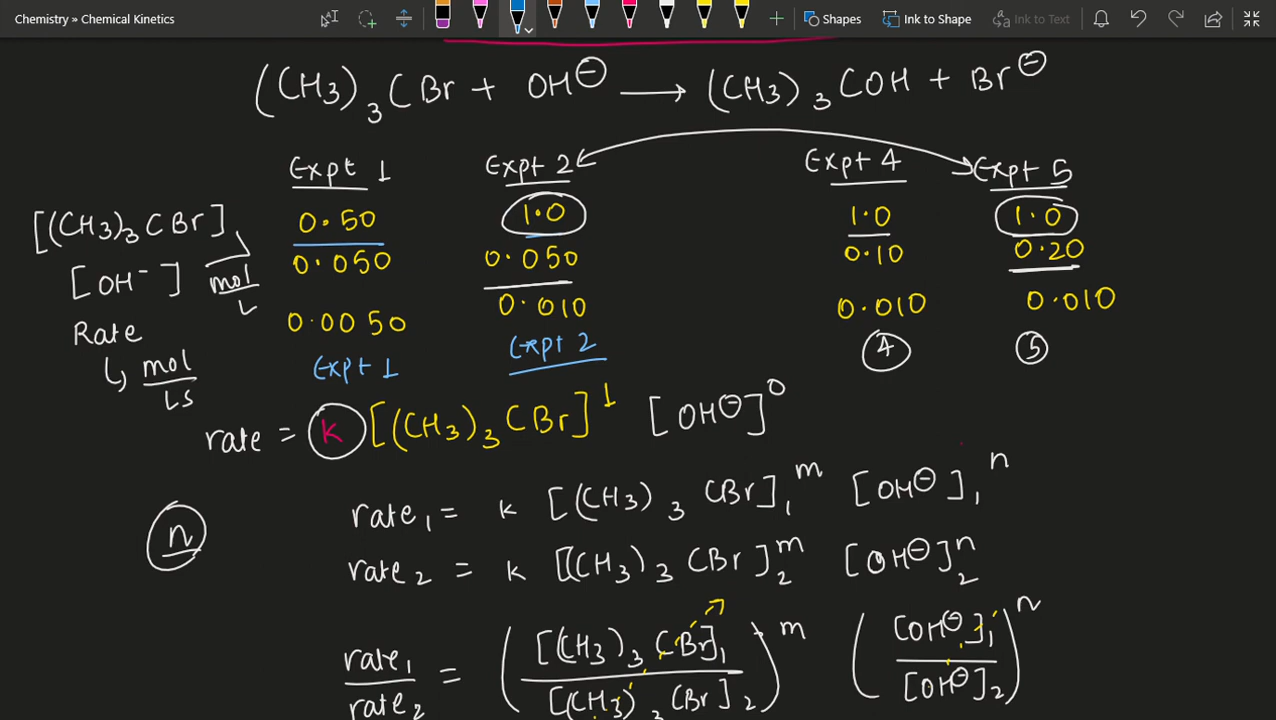 Chemistry » Chemical Kinetics Shapes Ink to Shape Ink to Text
(CH3)3CBr + OH⊖ → (CH3)3COH + Br⊖
Expt 1 Expt 2 Expt 4 Expt 5
[(CH3)3CBr] 0.50 1.0 1.0 1.0
[OH⁻] mol/L 0.050 0.050 0.10 0.20
Rate 0.0050 0.010 0.010 0.010
↳ mol/LS Expt 1 Expt 2 4 5
rate = k [(CH3)3CBr]¹ [OH⊖]⁰
rate₁ = k [(CH3)3CBr]₁ᵐ [OH⊖]₁ⁿ
n
rate₂ = k [(CH3)3CBr]₂ᵐ [OH⊖]₂ⁿ
rate₁/rate₂ = ([(CH3)3CBr]₁/[(CH3)3CBr]₂)ᵐ ([OH⊖]₁/[OH⊖]₂)ⁿ